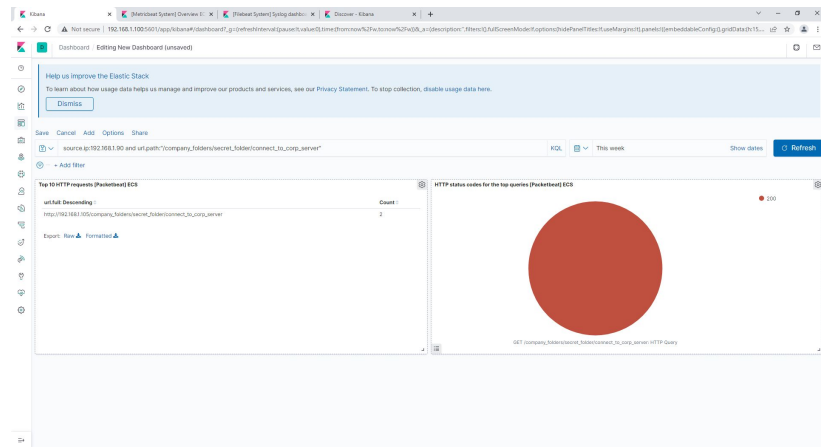 Kibana
[Metricbeat System] Overview E
[Filebeat System] Syslog dashbo
Discover - Kibana
Not secure
192.168.1.100:5601/app/kibana#/dashboard?_g=(refreshInterval:(pause:!t,value:0),time:(from:now%2Fw,to:now%2Fw))&_a=(description:'',filters:!(),fullScreenMode:!f,options:(hidePanelTitles:!f,useMargins:!t),panels:!((embeddableConfig:(),gridData:(h:15...
D
Dashboard / Editing New Dashboard (unsaved)
Help us improve the Elastic Stack
To learn about how usage data helps us manage and improve our products and services, see our Privacy Statement. To stop collection, disable usage data here.
Dismiss
Save Cancel Add Options Share
source.ip:192.168.1.90 and url.path:"/company_folders/secret_folder/connect_to_corp_server"
KQL
This week
Show dates
Refresh
+ Add filter
Top 10 HTTP requests [Packetbeat] ECS
url.full: Descending
Count
http://192.168.1.105/company_folders/secret_folder/connect_to_corp_server
2
Export: Raw Formatted
HTTP status codes for the top queries [Packetbeat] ECS
200
GET /company_folders/secret_folder/connect_to_corp_server: HTTP Query